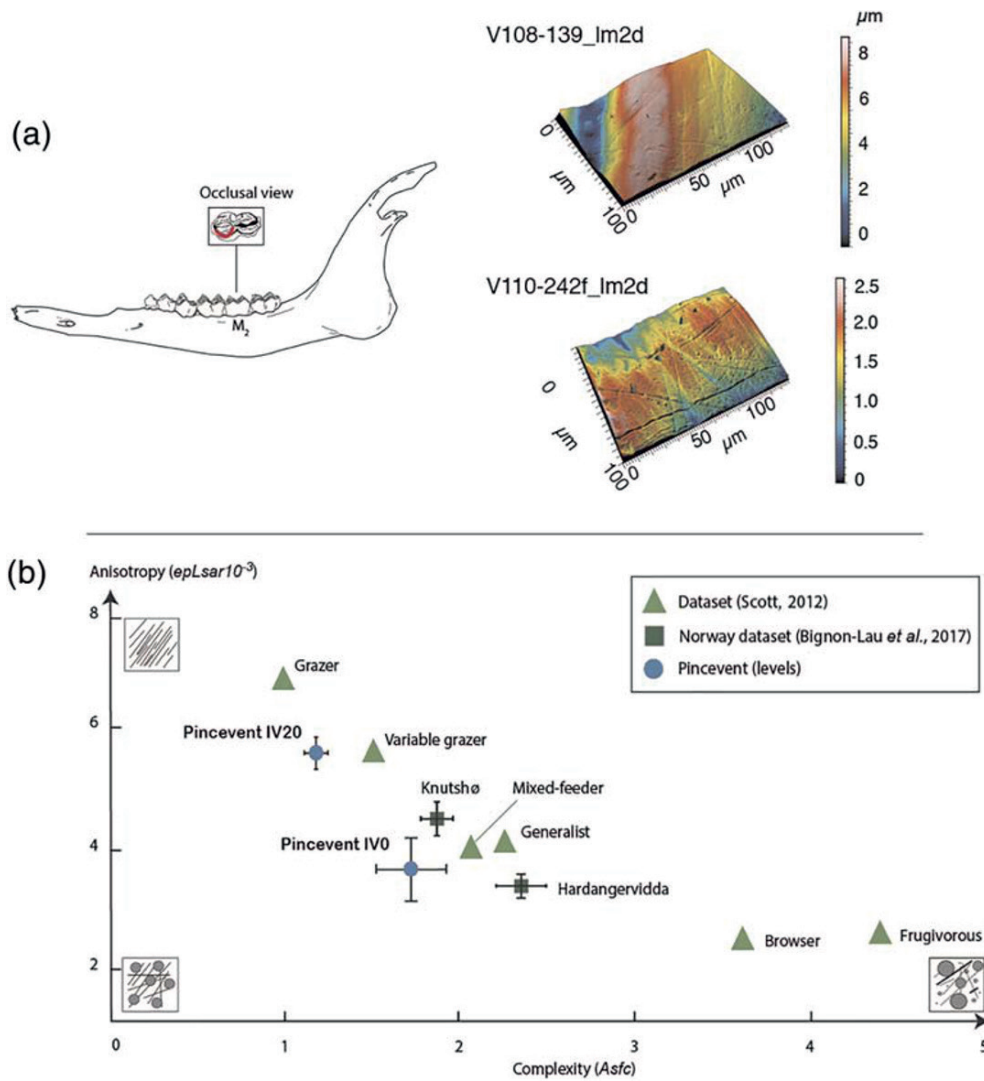 (a)
Occlusal view
M2
V108-139_lm2d
µm
8
6
4
2
0
0
µm
100
0
50
µm
100
V110-242f_lm2d
µm
2.5
2.0
1.5
1.0
0.5
0
0
µm
100
0
50
µm
100
(b)
Anisotropy (epLsar10-3)
8
6
4
2
Dataset (Scott, 2012)
Norway dataset (Bignon-Lau et al., 2017)
Pincevent (levels)
Grazer
Pincevent IV20
Variable grazer
Knutshø
Mixed-feeder
Pincevent IV0
Generalist
Hardangervidda
Browser
Frugivorous
0 1 2 3 4 5
Complexity (Asfc)